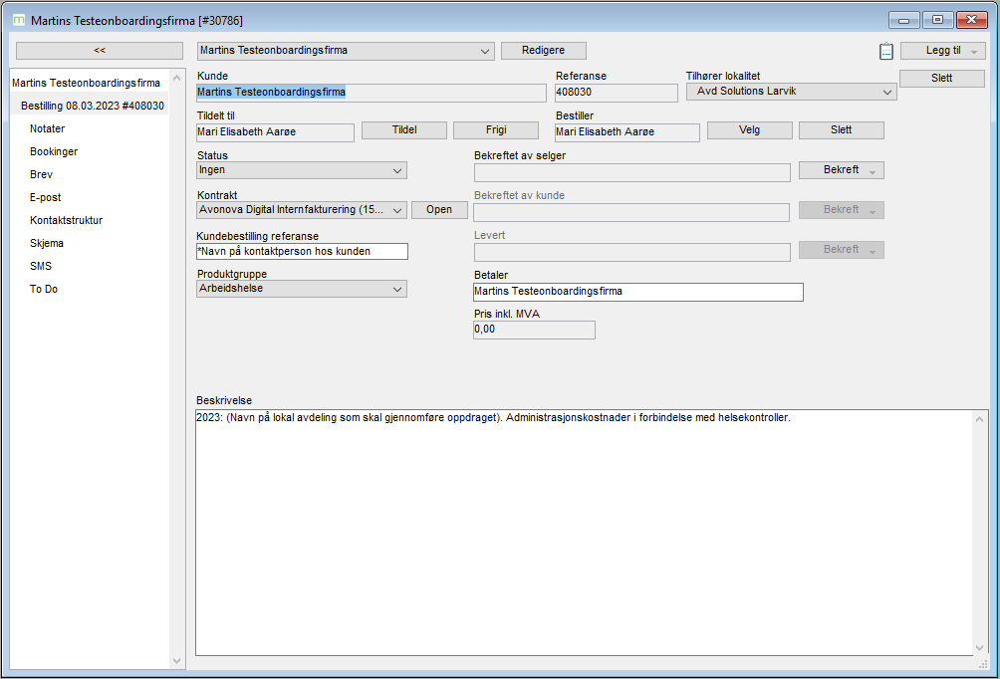 m Martins Testeonboardingsfirma [#30786]
<< Martins Testeonboardingsfirma Redigere Legg til
Martins Testeonboardingsfirma
Bestilling 08.03.2023 #408030
Notater
Bookinger
Brev
E-post
Kontaktstruktur
Skjema
SMS
To Do
Kunde Referanse Tilhører lokalitet Slett
Martins Testeonboardingsfirma 408030 Avd Solutions Larvik
Tildelt til Bestiller
Mari Elisabeth Aarøe Tildel Frigi Mari Elisabeth Aarøe Velg Slett
Status Bekreftet av selger
Ingen Bekreft
Kontrakt Bekreftet av kunde
Avonova Digital Internfakturering (15... Open Bekreft
Kundebestilling referanse Levert
*Navn på kontaktperson hos kunden Bekreft
Produktgruppe Betaler
Arbeidshelse Martins Testeonboardingsfirma
Pris inkl. MVA
0,00
Beskrivelse
2023: (Navn på lokal avdeling som skal gjennomføre oppdraget). Administrasjonskostnader i forbindelse med helsekontroller.